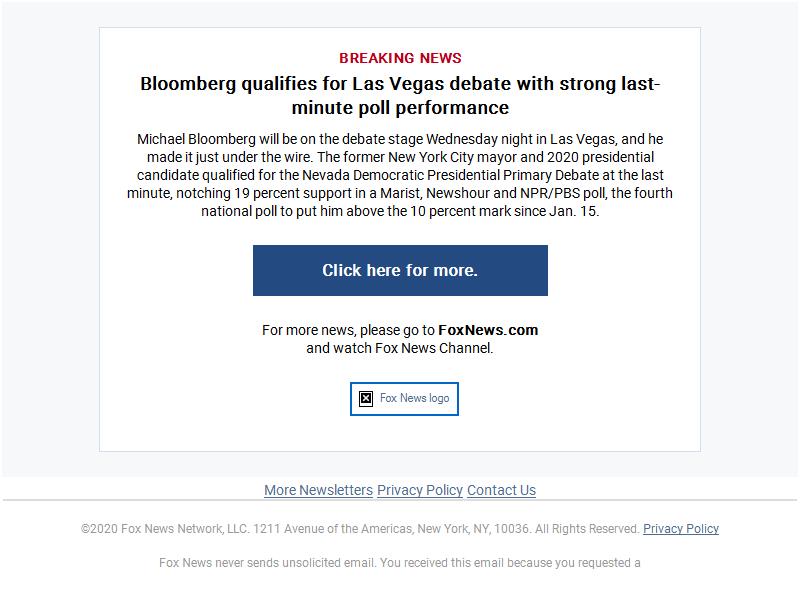 BREAKING NEWS
Bloomberg qualifies for Las Vegas debate with strong last-
minute poll performance
Michael Bloomberg will be on the debate stage Wednesday night in Las Vegas, and he
made it just under the wire. The former New York City mayor and 2020 presidential
candidate qualified for the Nevada Democratic Presidential Primary Debate at the last
minute, notching 19 percent support in a Marist, Newshour and NPR/PBS poll, the fourth
national poll to put him above the 10 percent mark since Jan. 15.
Click here for more.
For more news, please go to FoxNews.com
and watch Fox News Channel.
Fox News logo
More Newsletters Privacy Policy Contact Us
©2020 Fox News Network, LLC. 1211 Avenue of the Americas, New York, NY, 10036. All Rights Reserved. Privacy Policy
Fox News never sends unsolicited email. You received this email because you requested a